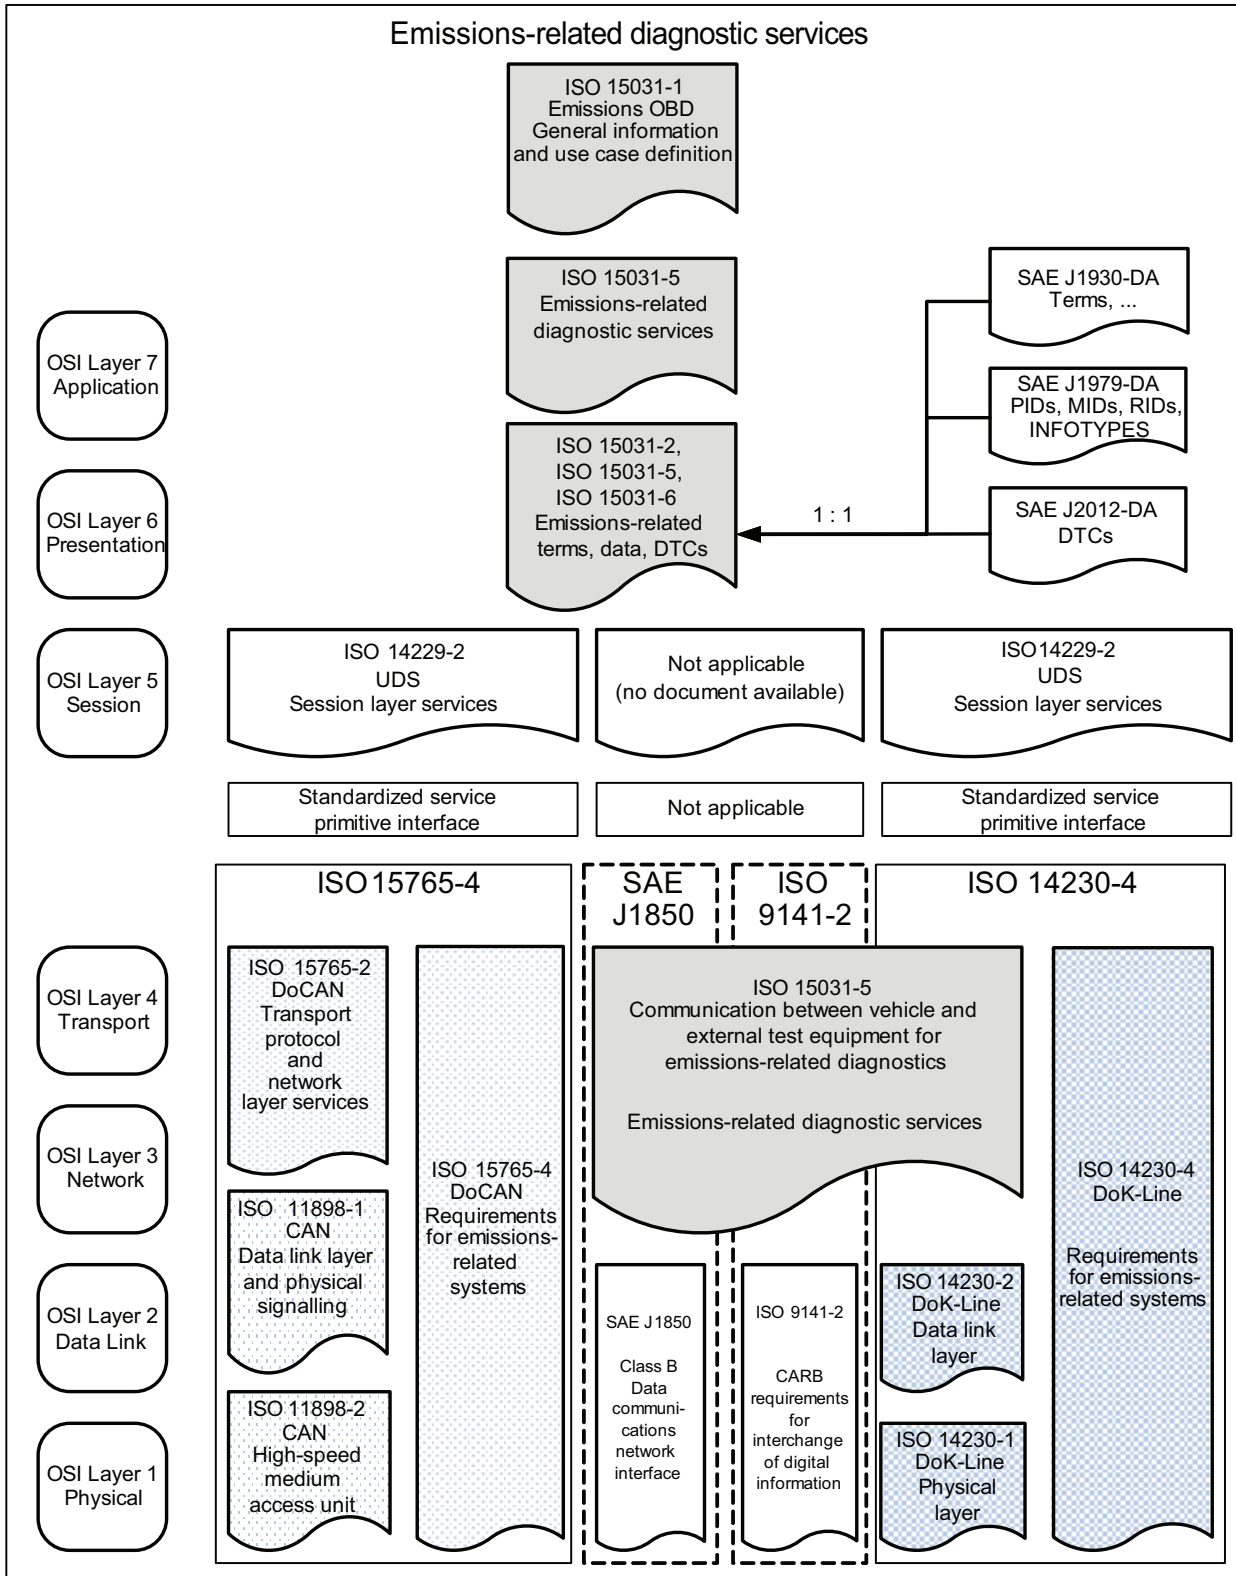 Emissions-related diagnostic services
ISO 15031-1
Emissions OBD
General information
and use case definition
ISO 15031-5
Emissions-related
diagnostic services
SAE J1930-DA
Terms, ...
OSI Layer 7
Application
SAE J1979-DA
PIDs, MIDs, RIDs,
INFOTYPES
ISO 15031-2,
ISO 15031-5,
ISO 15031-6
Emissions-related
terms, data, DTCs
1 : 1
SAE J2012-DA
DTCs
OSI Layer 6
Presentation
OSI Layer 5
Session
ISO 14229-2
UDS
Session layer services
Not applicable
(no document available)
ISO14229-2
UDS
Session layer services
Standardized service
primitive interface
Not applicable
Standardized service
primitive interface
ISO15765-4
SAE
J1850
ISO
9141-2
ISO 14230-4
OSI Layer 4
Transport
ISO 15765-2
DoCAN
Transport
protocol
and
network
layer services
ISO 15031-5
Communication between vehicle and
external test equipment for
emissions-related diagnostics
Emissions-related diagnostic services
OSI Layer 3
Network
ISO 15765-4
DoCAN
Requirements
for emissions-
related
systems
ISO 14230-4
DoK-Line
Requirements
for emissions-
related systems
ISO 11898-1
CAN
Data link layer
and physical
signalling
OSI Layer 2
Data Link
SAE J1850
Class B
Data
communi-
cations
network
interface
ISO 9141-2
CARB
requirements
for
interchange
of digital
information
ISO 14230-2
DoK-Line
Data link
layer
OSI Layer 1
Physical
ISO 11898-2
CAN
High-speed
medium
access unit
ISO 14230-1
DoK-Line
Physical
layer